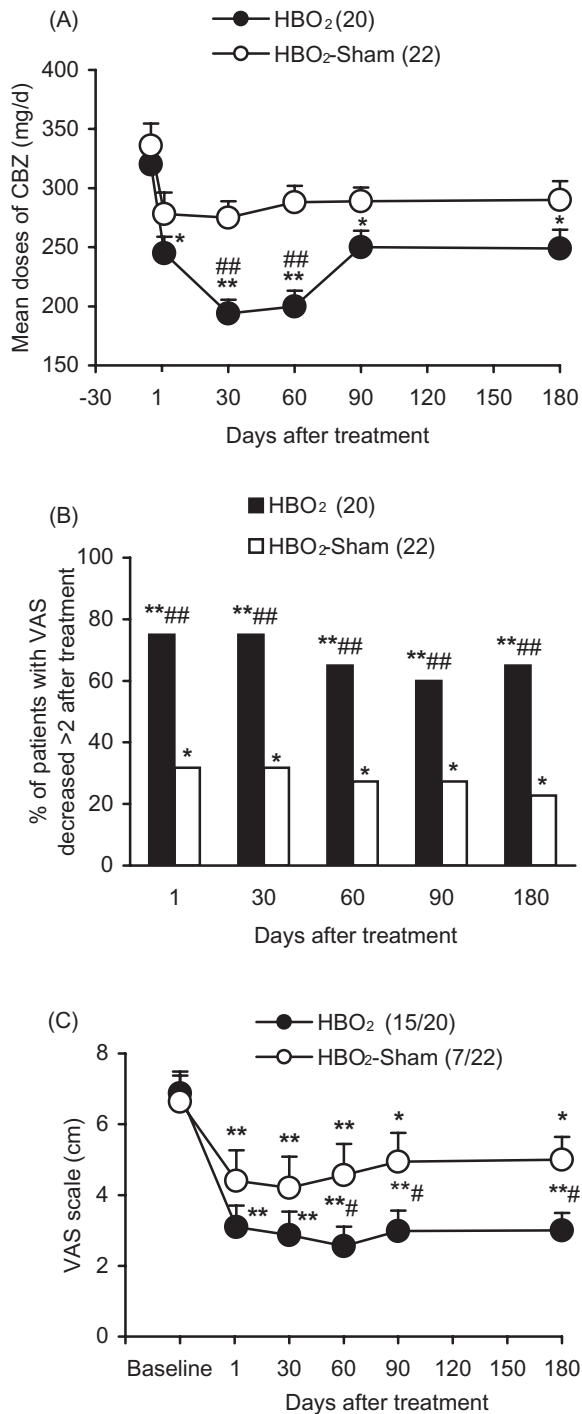 (A)
HBO₂ (20)
HBO₂-Sham (22)
Mean doses of CBZ (mg/d)
400
350
300
250
200
150
*
##
**
##
**
*
*
-30 1 30 60 90 120 150 180
Days after treatment
(B)
HBO₂ (20)
HBO₂-Sham (22)
% of patients with VAS
decreased >2 after treatment
100
80
60
40
20
0
**## **## **## **## **##
* * * * *
1 30 60 90 180
Days after treatment
(C)
HBO₂ (15/20)
HBO₂-Sham (7/22)
VAS scale (cm)
8
6
4
2
0
** ** ** * *
** ** **# **# **#
Baseline 1 30 60 90 120 150 180
Days after treatment